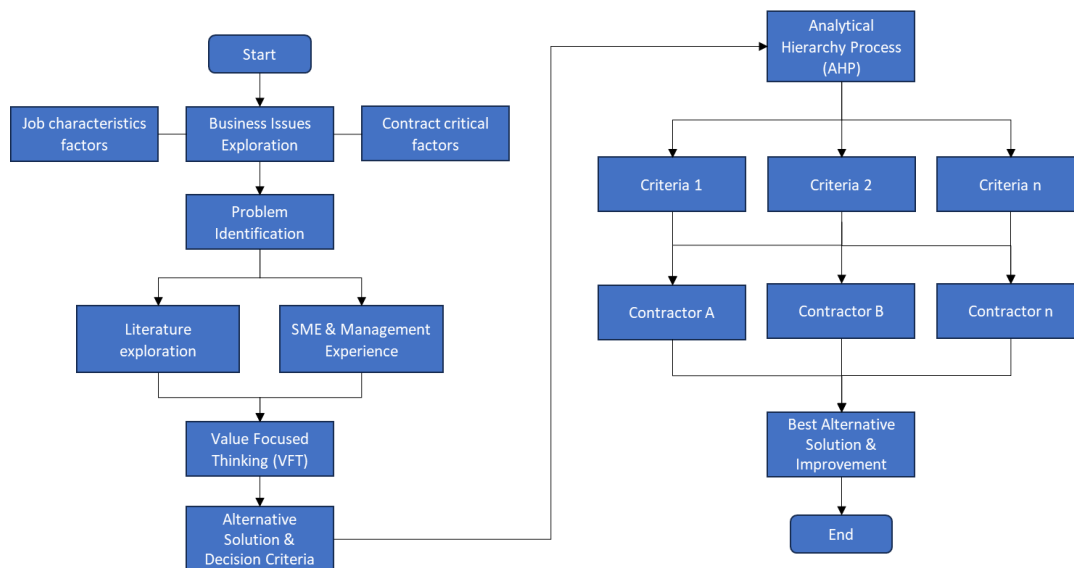 Start
Job characteristics
factors
Business Issues
Exploration
Contract critical
factors
Problem
Identification
Literature
exploration
SME & Management
Experience
Value Focused
Thinking (VFT)
Alternative
Solution &
Decision Criteria
Analytical
Hierarchy Process
(AHP)
Criteria 1
Criteria 2
Criteria n
Contractor A
Contractor B
Contractor n
Best Alternative
Solution &
Improvement
End